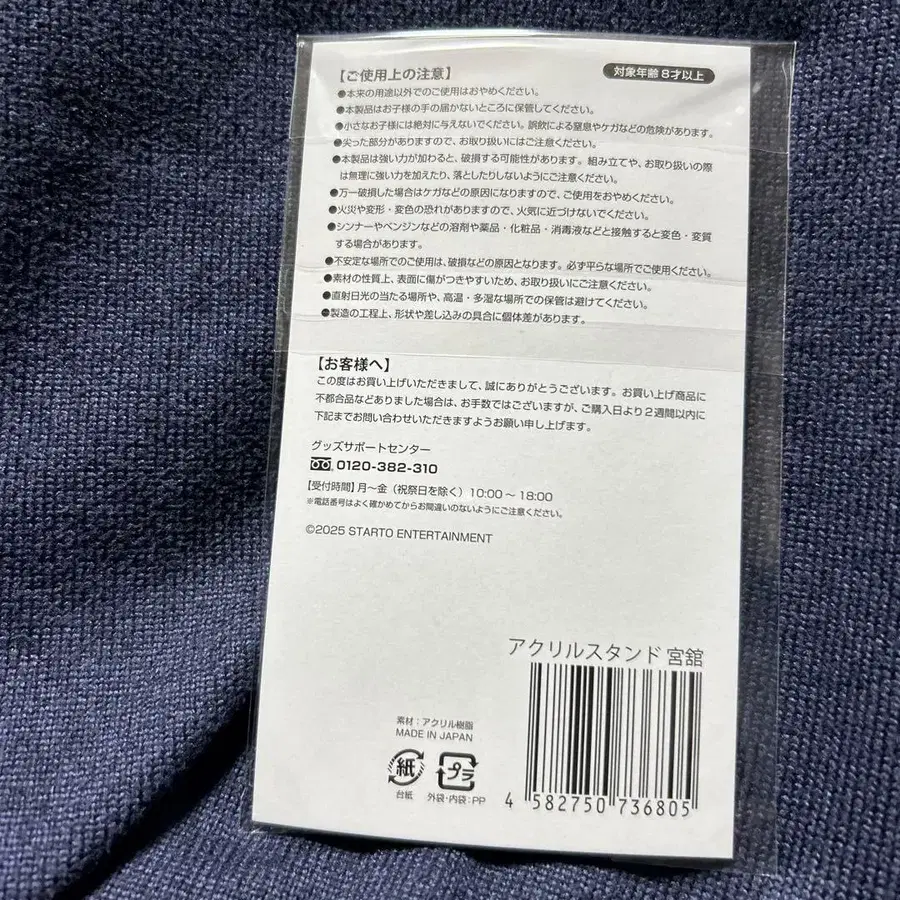 【ご使用上の注意】
対象年齢8才以上
●本来の用途以外でのご使用はおやめください。
●本製品はお子様の手の届かないところに保管してください。
●小さなお子様には絶対に与えないでください。誤飲による窒息やケガなどの危険があります。
●尖った部分がありますので、お取り扱いにはご注意ください。
●本製品は強い力が加わると、破損する可能性があります。組み立てや、お取り扱いの際
は無理に強い力を加えたり、落としたりしないようにご注意ください。
●万一破損した場合はケガなどの原因になりますので、ご使用をおやめください。
●火災や変形・変色の恐れがありますので、火気に近づけないでください。
●シンナーやベンジンなどの溶剤や薬品・化粧品・消毒液などと接触すると変色・変質
する場合があります。
●不安定な場所でのご使用は、破損などの原因となります。必ず平らな場所でご使用ください。
●素材の性質上、表面に傷がつきやすいため、お取り扱いにご注意ください。
●直射日光の当たる場所や、高温・多湿な場所での保管は避けてください。
●製造の工程上、形状や差し込みの具合に個体差があります。
【お客様へ】
この度はお買い上げいただきまして、誠にありがとうございます。お買い上げ商品に
不都合品などありました場合は、お手数ではございますが、ご購入日より2週間以内に
下記までお問い合わせいただきますようお願い申し上げます。
グッズサポートセンター
0120-382-310
【受付時間】月～金（祝祭日を除く）10:00～18:00
※電話番号はよく確かめてからお間違いのないようにご注意ください。
©2025 STARTO ENTERTAINMENT
アクリルスタンド 宮舘
素材：アクリル樹脂
MADE IN JAPAN
紙
プラ
台紙
外袋・内袋：PP
4 582750 736805